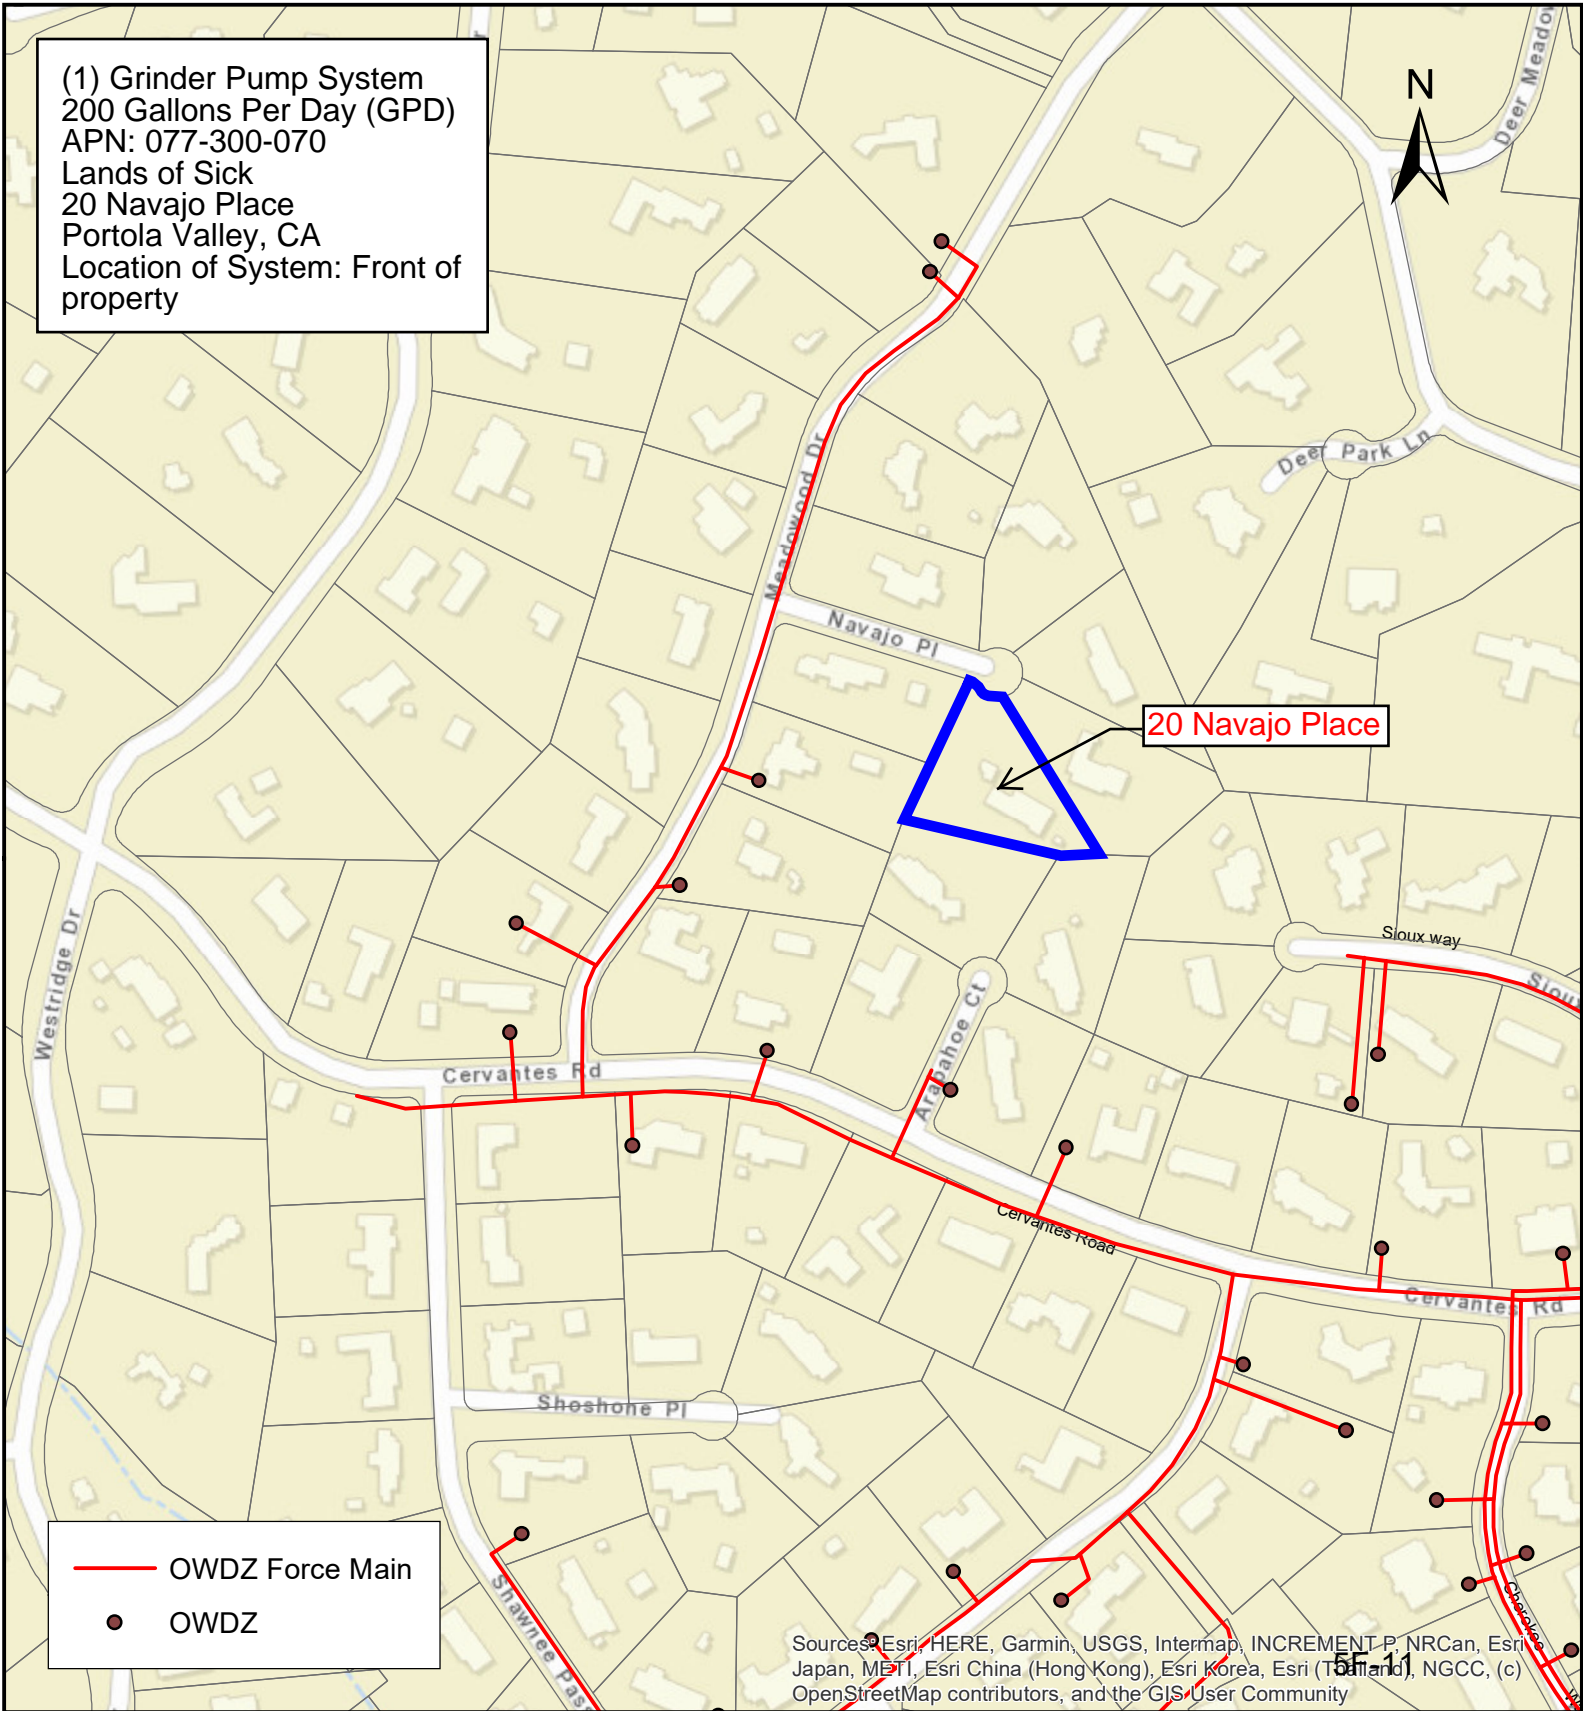 (1) Grinder Pump System
200 Gallons Per Day (GPD)
APN: 077-300-070
Lands of Sick
20 Navajo Place
Portola Valley, CA
Location of System: Front of
property
N
Deer Meadow
Deer Park Ln
Meadowood Dr
Navajo Pl
20 Navajo Place
Westridge Dr
Sioux way
Sioux
Arapahoe Ct
Cervantes Rd
Cervantes Road
Cervantes Rd
Shoshone Pl
Shawnee Pass
Cherokee
OWDZ Force Main
OWDZ
Sources: Esri, HERE, Garmin, USGS, Intermap, INCREMENT P, NRCan, Esri
Japan, METI, Esri China (Hong Kong), Esri Korea, Esri (Thailand), NGCC, (c)
OpenStreetMap contributors, and the GIS User Community
5F-11